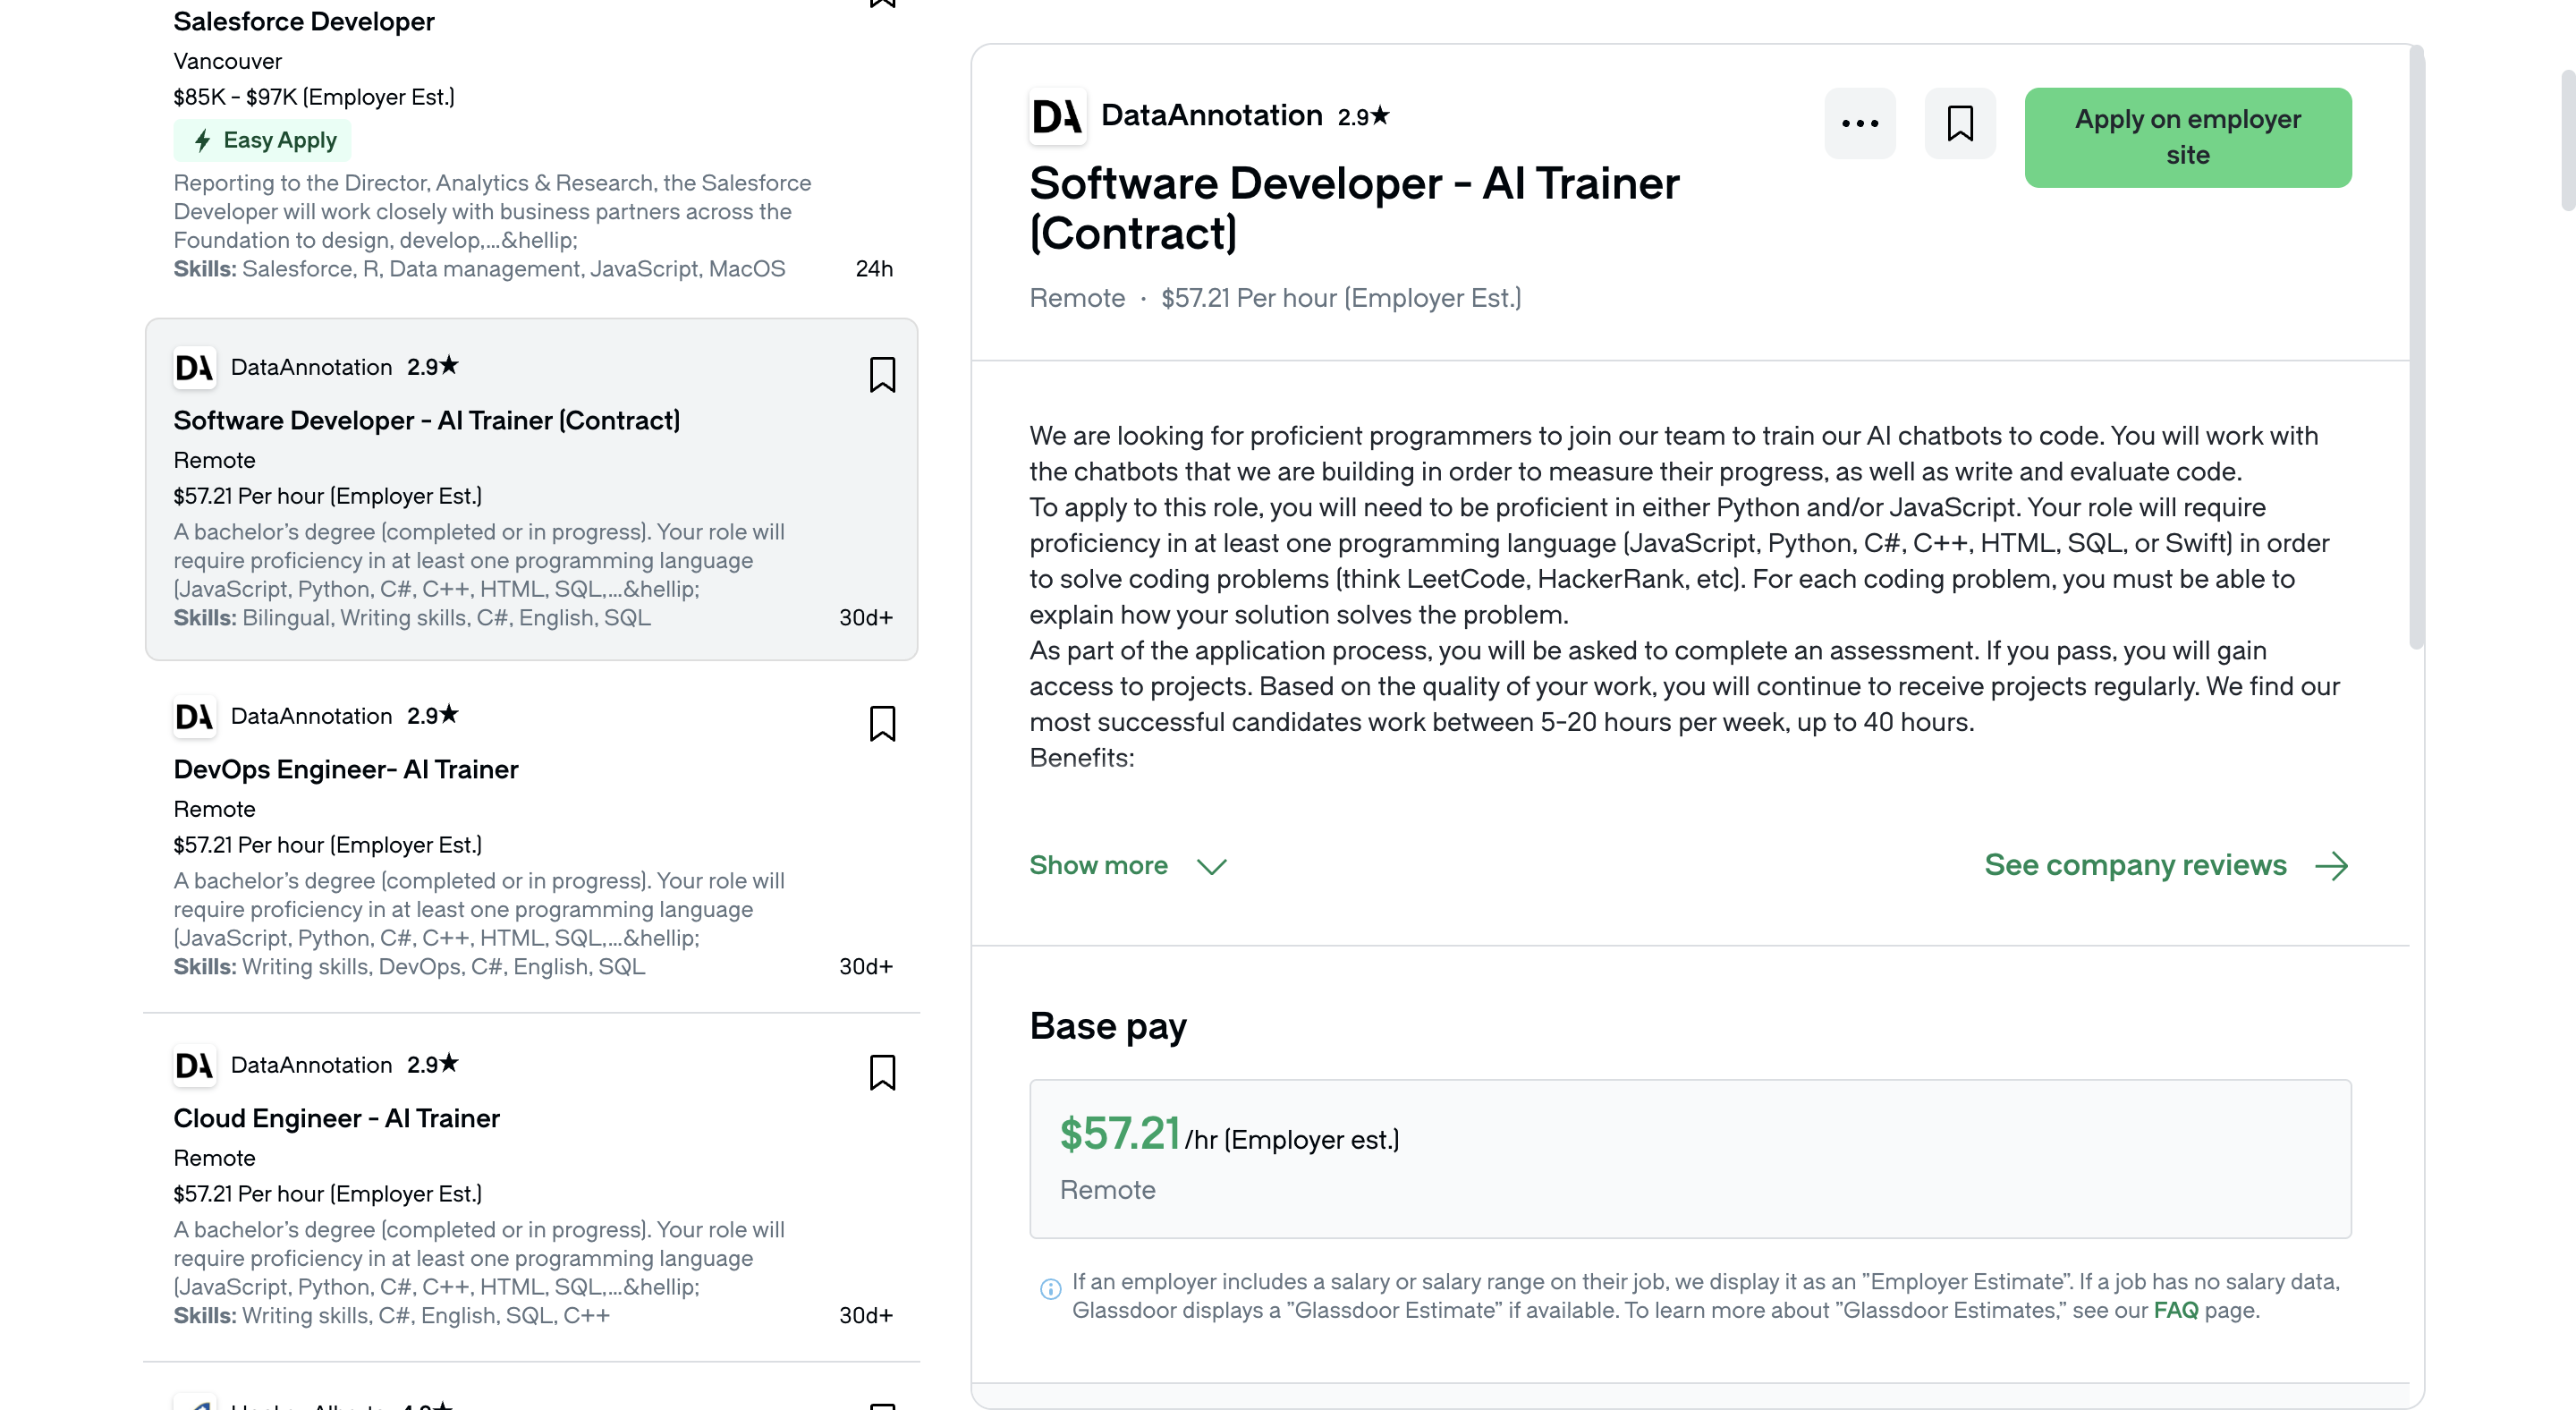 Salesforce Developer
Vancouver
$85K - $97K (Employer Est.)
Easy Apply
Reporting to the Director, Analytics & Research, the Salesforce
Developer will work closely with business partners across the
Foundation to design, develop,...&hellip;
Skills: Salesforce, R, Data management, JavaScript, MacOS
24h
DataAnnotation 2.9★
Software Developer - AI Trainer (Contract)
Remote
$57.21 Per hour (Employer Est.)
A bachelor's degree (completed or in progress). Your role will
require proficiency in at least one programming language
(JavaScript, Python, C#, C++, HTML, SQL,...&hellip;
Skills: Bilingual, Writing skills, C#, English, SQL
30d+
DataAnnotation 2.9★
DevOps Engineer- AI Trainer
Remote
$57.21 Per hour (Employer Est.)
A bachelor's degree (completed or in progress). Your role will
require proficiency in at least one programming language
(JavaScript, Python, C#, C++, HTML, SQL,...&hellip;
Skills: Writing skills, DevOps, C#, English, SQL
30d+
DataAnnotation 2.9★
Cloud Engineer - AI Trainer
Remote
$57.21 Per hour (Employer Est.)
A bachelor's degree (completed or in progress). Your role will
require proficiency in at least one programming language
(JavaScript, Python, C#, C++, HTML, SQL,...&hellip;
Skills: Writing skills, C#, English, SQL, C++
30d+
DA
DataAnnotation 2.9★
Apply on employer
site
Software Developer - AI Trainer
(Contract)
Remote · $57.21 Per hour (Employer Est.)
We are looking for proficient programmers to join our team to train our AI chatbots to code. You will work with
the chatbots that we are building in order to measure their progress, as well as write and evaluate code.
To apply to this role, you will need to be proficient in either Python and/or JavaScript. Your role will require
proficiency in at least one programming language (JavaScript, Python, C#, C++, HTML, SQL, or Swift) in order
to solve coding problems (think LeetCode, HackerRank, etc). For each coding problem, you must be able to
explain how your solution solves the problem.
As part of the application process, you will be asked to complete an assessment. If you pass, you will gain
access to projects. Based on the quality of your work, you will continue to receive projects regularly. We find our
most successful candidates work between 5-20 hours per week, up to 40 hours.
Benefits:
Show more
See company reviews
Base pay
$57.21 /hr (Employer est.)
Remote
If an employer includes a salary or salary range on their job, we display it as an "Employer Estimate". If a job has no salary data,
Glassdoor displays a "Glassdoor Estimate" if available. To learn more about "Glassdoor Estimates," see our FAQ page.